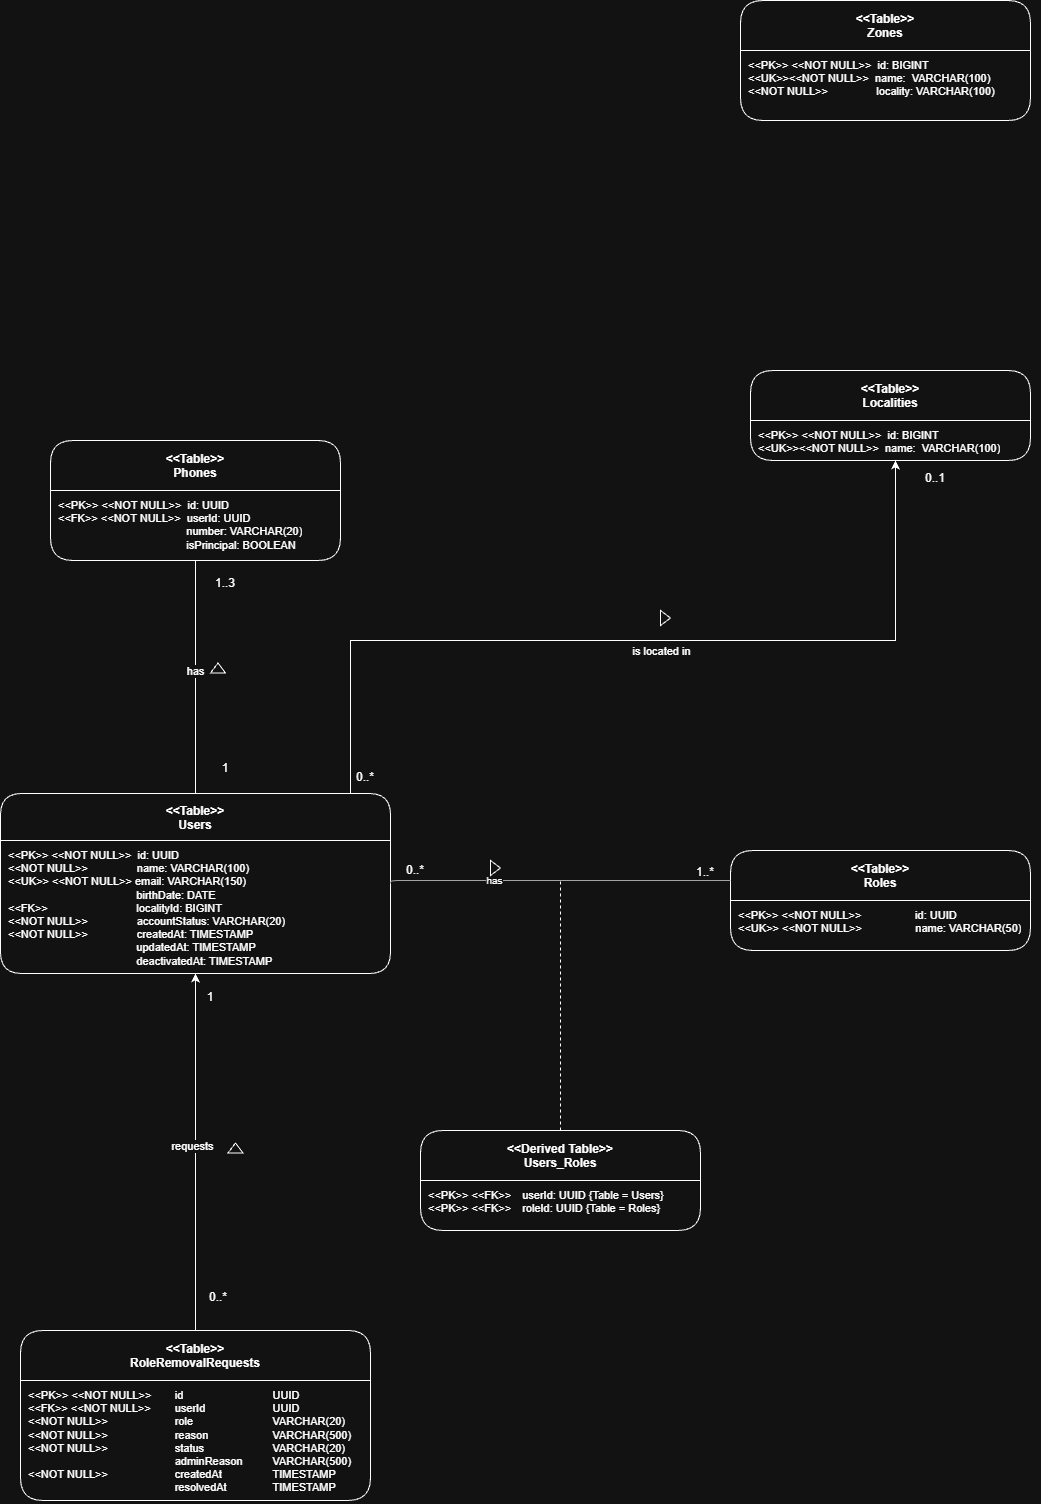 <<Table>>
Zones
<<PK>> <<NOT NULL>> id: BIGINT
<<UK>><<NOT NULL>> name: VARCHAR(100)
<<NOT NULL>> locality: VARCHAR(100)
<<Table>>
Localities
<<PK>> <<NOT NULL>> id: BIGINT
<<UK>><<NOT NULL>> name: VARCHAR(100)
0..1
<<Table>>
Phones
<<PK>> <<NOT NULL>> id: UUID
<<FK>> <<NOT NULL>> userId: UUID
number: VARCHAR(20)
isPrincipal: BOOLEAN
1..3
is located in
has
1
0..*
<<Table>>
Users
<<PK>> <<NOT NULL>> id: UUID
<<NOT NULL>> name: VARCHAR(100)
<<UK>> <<NOT NULL>> email: VARCHAR(150)
birthDate: DATE
<<FK>> localityId: BIGINT
<<NOT NULL>> accountStatus: VARCHAR(20)
<<NOT NULL>> createdAt: TIMESTAMP
updatedAt: TIMESTAMP
deactivatedAt: TIMESTAMP
0..*
has
1..*
<<Table>>
Roles
<<PK>> <<NOT NULL>> id: UUID
<<UK>> <<NOT NULL>> name: VARCHAR(50)
1
requests
<<Derived Table>>
Users_Roles
<<PK>> <<FK>> userId: UUID {Table = Users}
<<PK>> <<FK>> roleId: UUID {Table = Roles}
0..*
<<Table>>
RoleRemovalRequests
<<PK>> <<NOT NULL>> id UUID
<<FK>> <<NOT NULL>> userId UUID
<<NOT NULL>> role VARCHAR(20)
<<NOT NULL>> reason VARCHAR(500)
<<NOT NULL>> status VARCHAR(20)
adminReason VARCHAR(500)
<<NOT NULL>> createdAt TIMESTAMP
resolvedAt TIMESTAMP